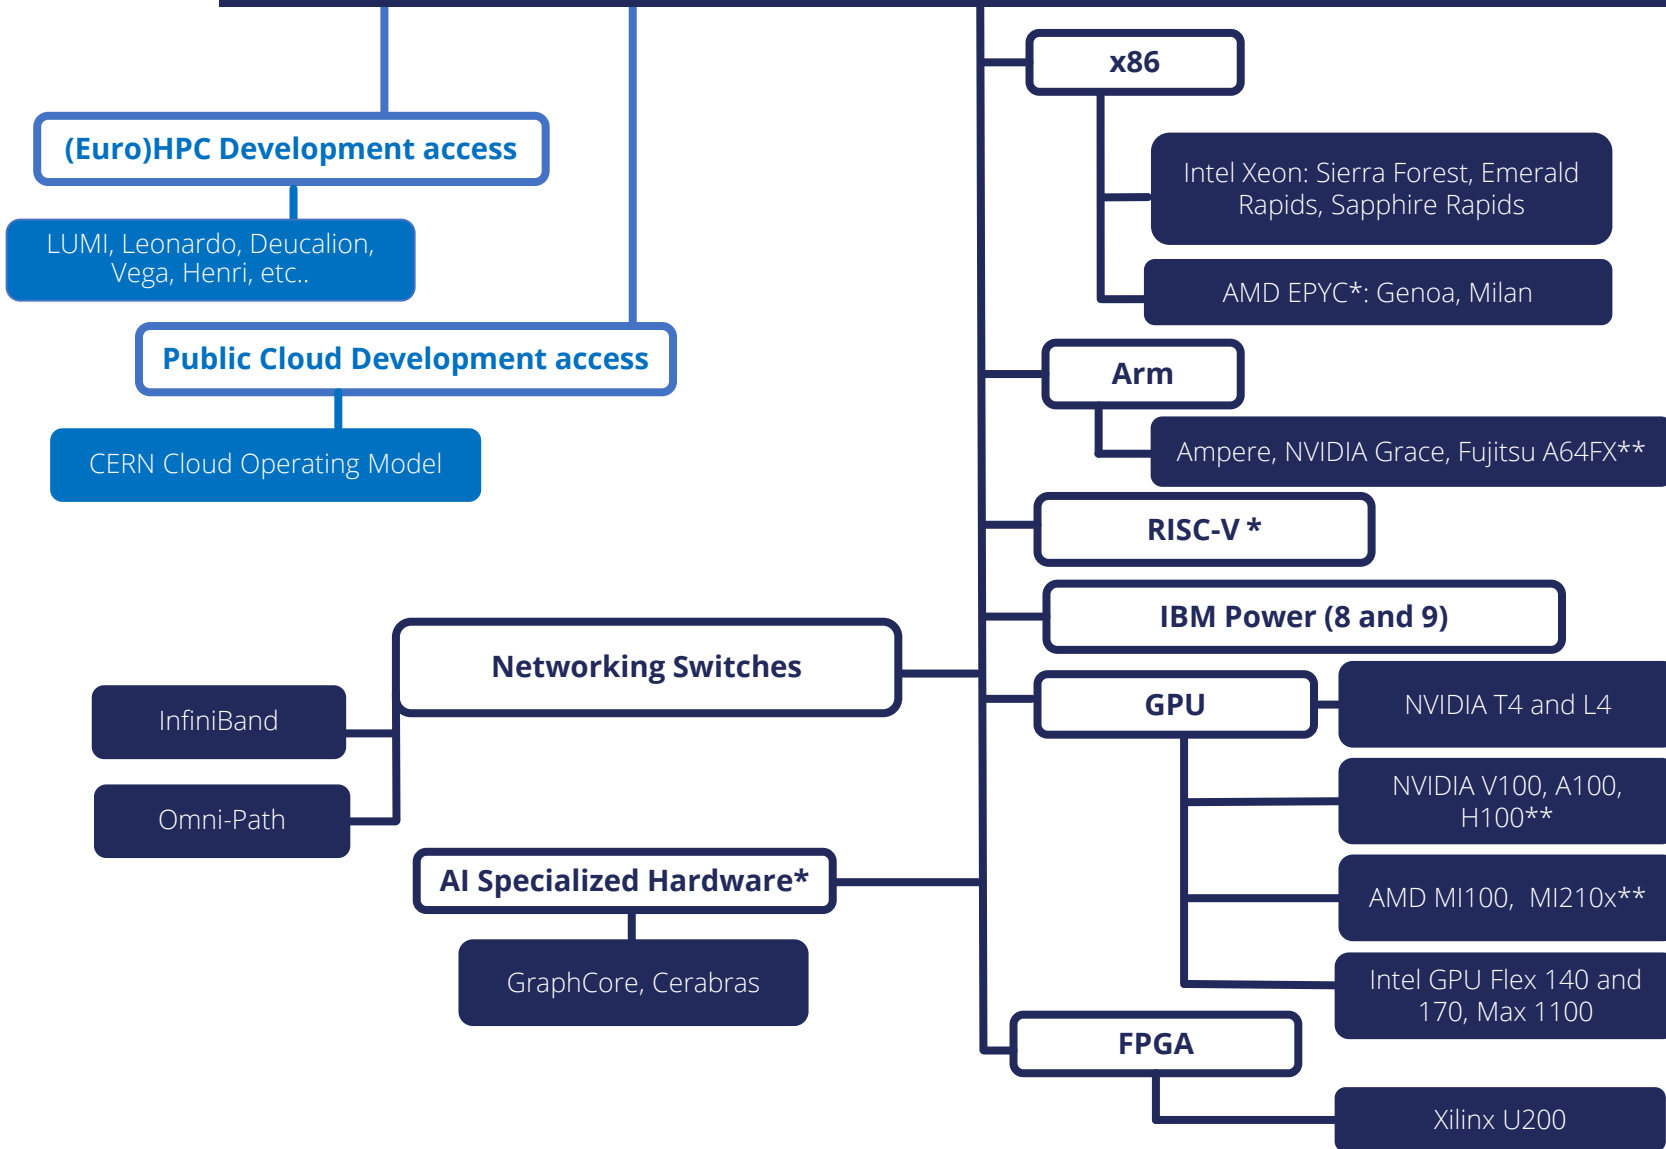 (Euro)HPC Development access
LUMI, Leonardo, Deucalion,
Vega, Henri, etc..
Public Cloud Development access
CERN Cloud Operating Model
Networking Switches
InfiniBand
Omni-Path
AI Specialized Hardware*
GraphCore, Cerabras
x86
Intel Xeon: Sierra Forest, Emerald
Rapids, Sapphire Rapids
AMD EPYC*: Genoa, Milan
Arm
Ampere, NVIDIA Grace, Fujitsu A64FX**
RISC-V *
IBM Power (8 and 9)
GPU
NVIDIA T4 and L4
NVIDIA V100, A100,
H100**
AMD MI100,  MI210x**
Intel GPU Flex 140 and
170, Max 1100
FPGA
Xilinx U200